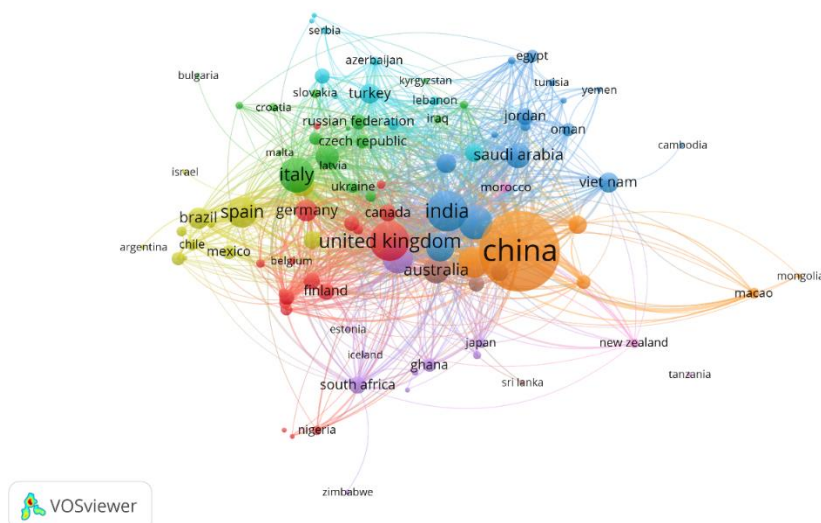 serbia
egypt
azerbaijan
bulgaria
kyrgyzstan
tunisia
slovakia
turkey
yemen
lebanon
croatia
jordan
russian federation
iraq
oman
czech republic
cambodia
malta
saudi arabia
latvia
israel
italy
viet nam
ukraine
morocco
spain
germany
canada
india
brazil
united kingdom
china
argentina
chile
mexico
belgium
australia
mongolia
finland
macao
estonia
japan
new zealand
iceland
ghana
tanzania
south africa
sri lanka
nigeria
zimbabwe
VOSviewer